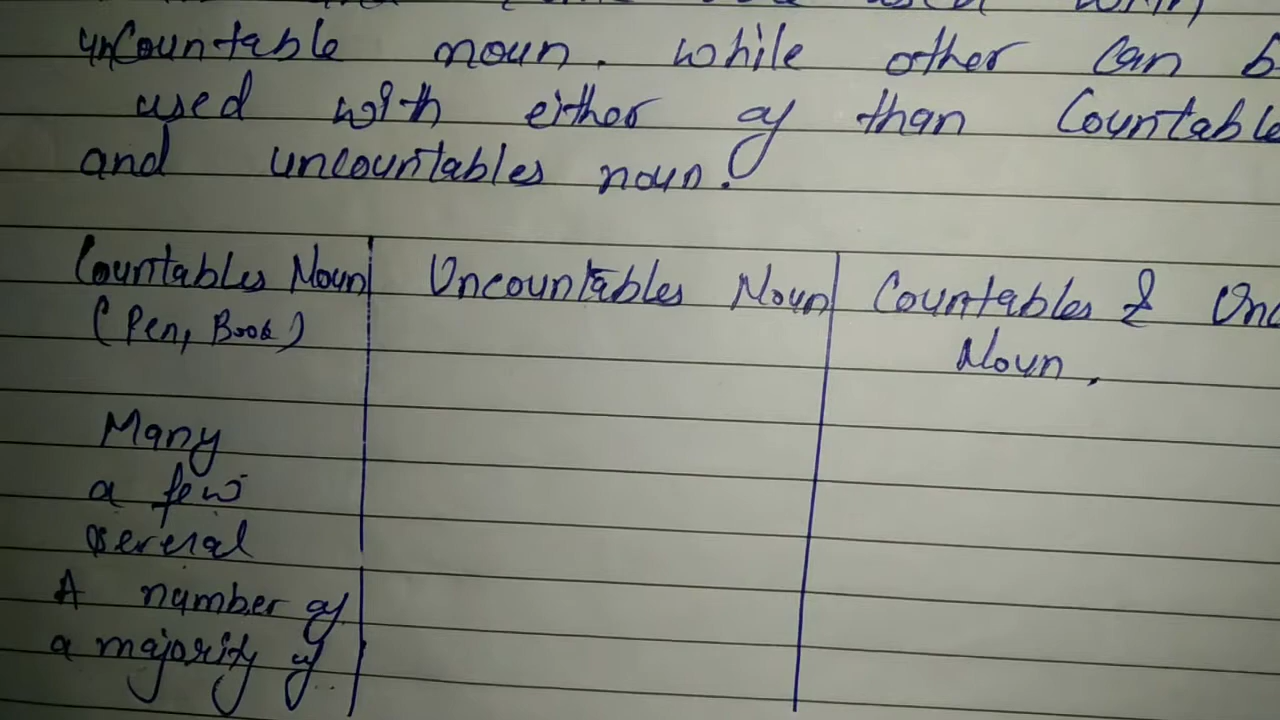 uncountable noun. while other can b
used with either of than Countable
and uncountables noun.
Countables Noun Uncountables Noun Countables & Unc
(Pen, Book) Noun.
Many
a few
several
A number of
a majority of